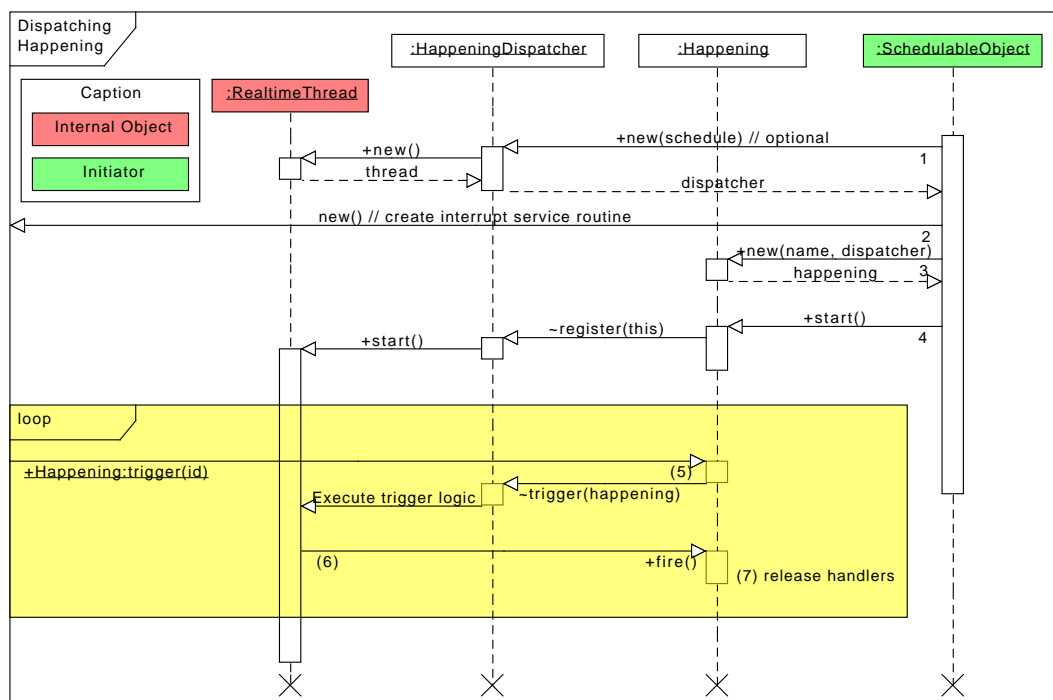 Dispatching
Happening
:HappeningDispatcher
:Happening
:SchedulableObject
Caption
:RealtimeThread
Internal Object
Initiator
+new(schedule) // optional
1
+new()
thread
dispatcher
new() // create interrupt service routine
2
+new(name, dispatcher)
happening
3
+start()
~register(this)
+start()
4
loop
+Happening:trigger(id)
(5)
~trigger(happening)
Execute trigger logic
(6)
+fire()
(7) release handlers